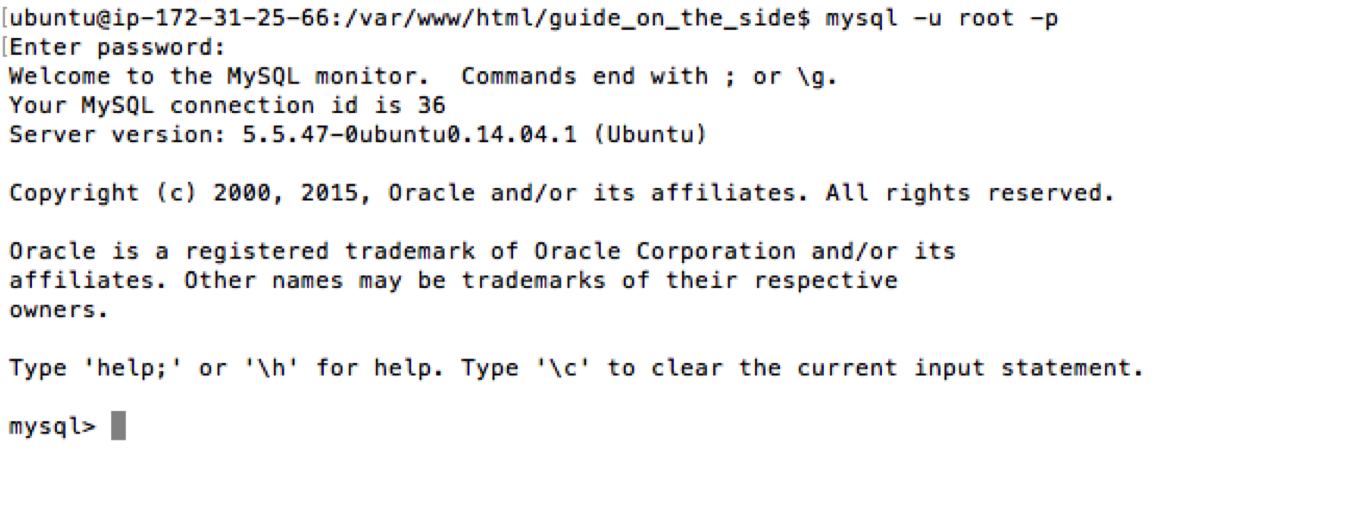 [ubuntu@ip-172-31-25-66:/var/www/html/guide_on_the_side$ mysql -u root -p
[Enter password:
Welcome to the MySQL monitor.  Commands end with ; or \g.
Your MySQL connection id is 36
Server version: 5.5.47-0ubuntu0.14.04.1 (Ubuntu)

Copyright (c) 2000, 2015, Oracle and/or its affiliates. All rights reserved.

Oracle is a registered trademark of Oracle Corporation and/or its
affiliates. Other names may be trademarks of their respective
owners.

Type 'help;' or '\h' for help. Type '\c' to clear the current input statement.

mysql>